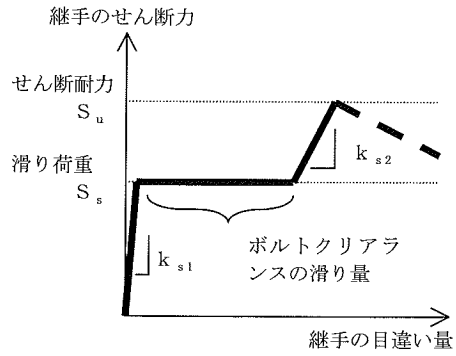 継手のせん断力
せん断耐力
Ｓu
滑り荷重
Ｓs
ks2
ks1
ボルトクリアラ
ンスの滑り量
継手の目違い量